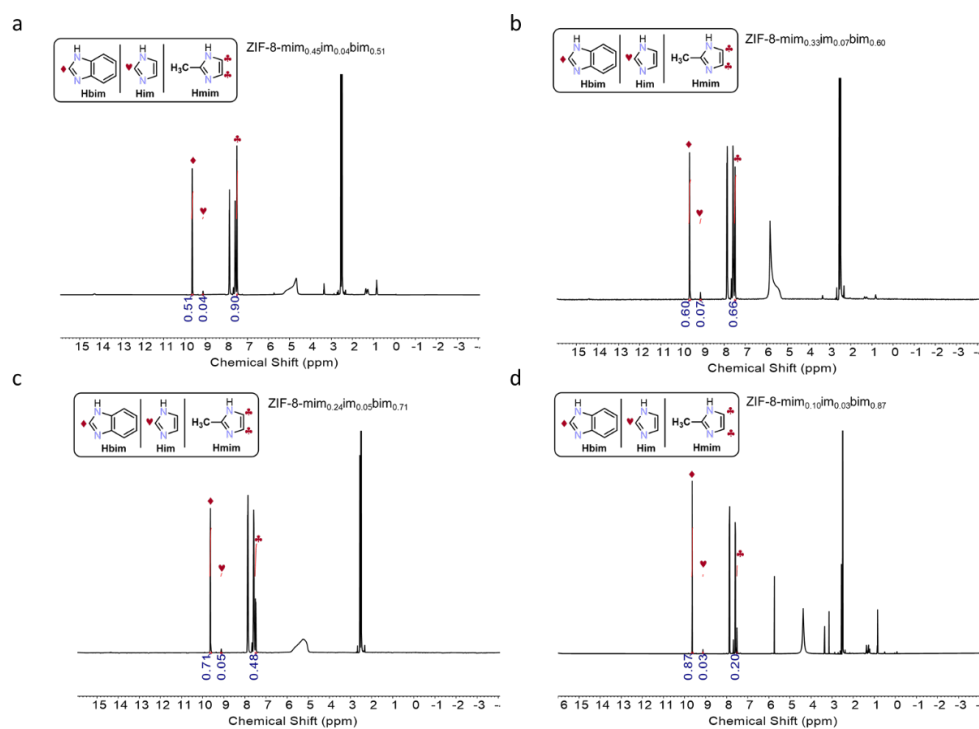 a
ZIF-8-mim0.45im0.04bim0.51
H
N
N
Hbim
♦
H
N
N
Him
♥
H
N
H3C
N
Hmim
♣
♣
♦
♥
♣
0.51
0.04
0.90
15 14 13 12 11 10 9 8 7 6 5 4 3 2 1 0 -1 -2 -3 -4
Chemical Shift (ppm)
b
ZIF-8-mim0.33im0.07bim0.60
H
N
N
Hbim
♦
H
N
N
Him
♥
H
N
H3C
N
Hmim
♣
♣
♦
♥
♣
0.60
0.07
0.66
15 14 13 12 11 10 9 8 7 6 5 4 3 2 1 0 -1 -2 -3
Chemical Shift (ppm)
c
ZIF-8-mim0.24im0.05bim0.71
H
N
N
Hbim
♦
H
N
N
Him
♥
H
N
H3C
N
Hmim
♣
♣
♦
♥
♣
0.71
0.05
0.48
15 14 13 12 11 10 9 8 7 6 5 4 3 2 1 0 -1 -2 -3 -4
Chemical Shift (ppm)
d
ZIF-8-mim0.10im0.03bim0.87
H
N
N
Hbim
♦
H
N
N
Him
♥
H
N
H3C
N
Hmim
♣
♣
♦
♥
♣
0.87
0.03
0.20
6 15 14 13 12 11 10 9 8 7 6 5 4 3 2 1 0 -1 -2 -3
Chemical Shift (ppm)